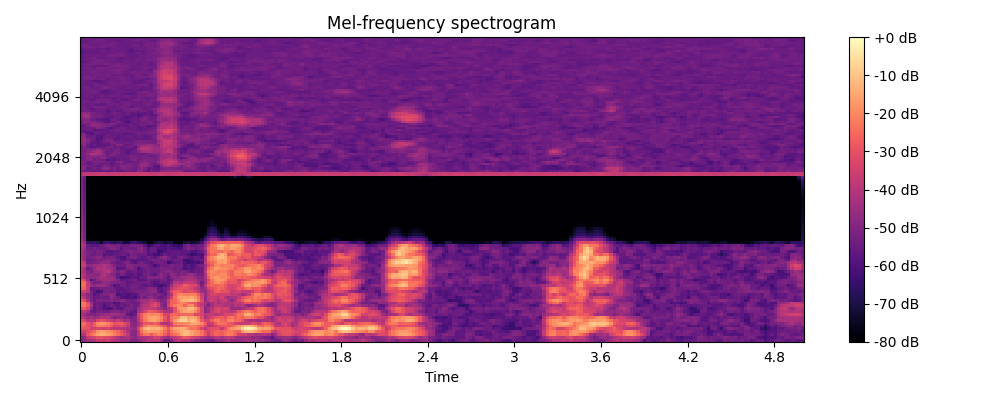 Mel-frequency spectrogram
Hz
4096
2048
1024
512
0
0 0.6 1.2 1.8 2.4 3 3.6 4.2 4.8
Time
+0 dB
-10 dB
-20 dB
-30 dB
-40 dB
-50 dB
-60 dB
-70 dB
-80 dB